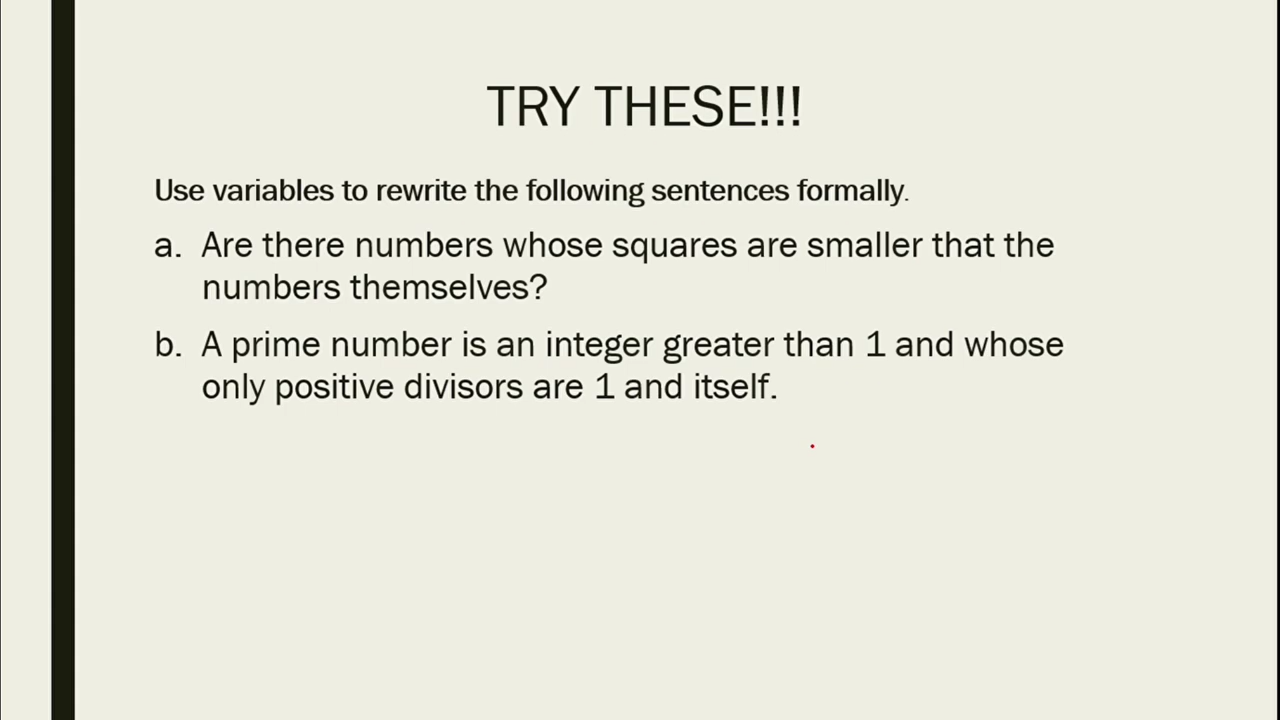 TRY THESE!!!
Use variables to rewrite the following sentences formally.
a. Are there numbers whose squares are smaller that the
numbers themselves?
b. A prime number is an integer greater than 1 and whose
only positive divisors are 1 and itself.